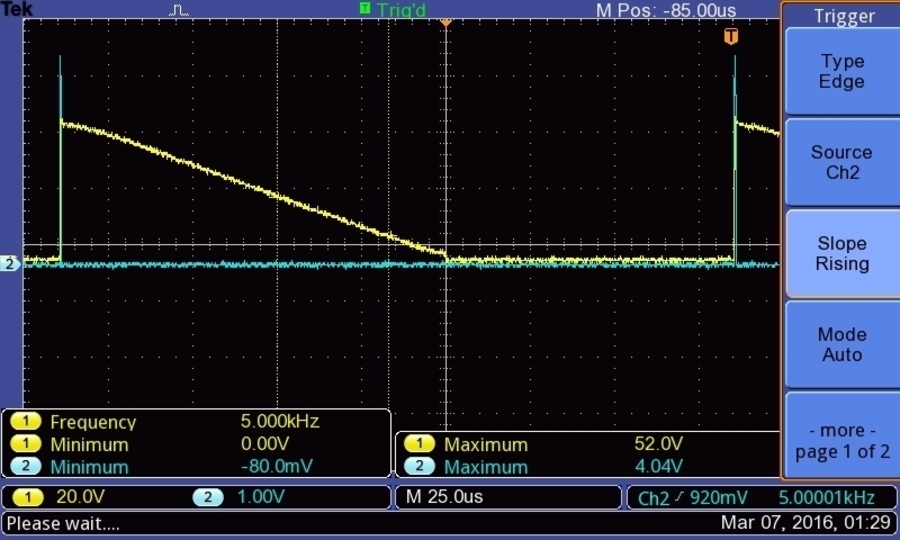 Tek
Trig'd
M Pos: -85.00us
T
Trigger
Type
Edge
Source
Ch2
Slope
Rising
Mode
Auto
- more -
page 1 of 2
2
1 Frequency 5.000kHz
1 Minimum 0.00V
2 Minimum -80.0mV
1 Maximum 52.0V
2 Maximum 4.04V
1 20.0V 2 1.00V M 25.0us Ch2 920mV 5.00001kHz
Please wait.... Mar 07, 2016, 01:29